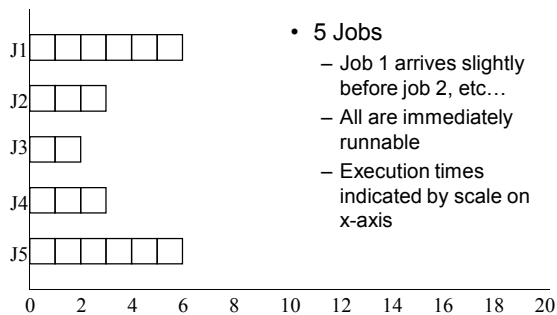 J1
J2
J3
J4
J5
0 2 4 6 8 10 12 14 16 18 20
• 5 Jobs
– Job 1 arrives slightly
before job 2, etc…
– All are immediately
runnable
– Execution times
indicated by scale on
x-axis